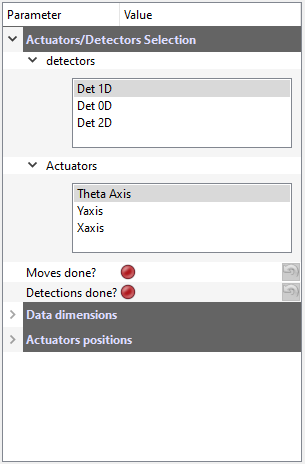 Parameter Value
Actuators/Detectors Selection
detectors
Det 1D
Det 0D
Det 2D
Actuators
Theta Axis
Yaxis
Xaxis
Moves done?
Detections done?
Data dimensions
Actuators positions